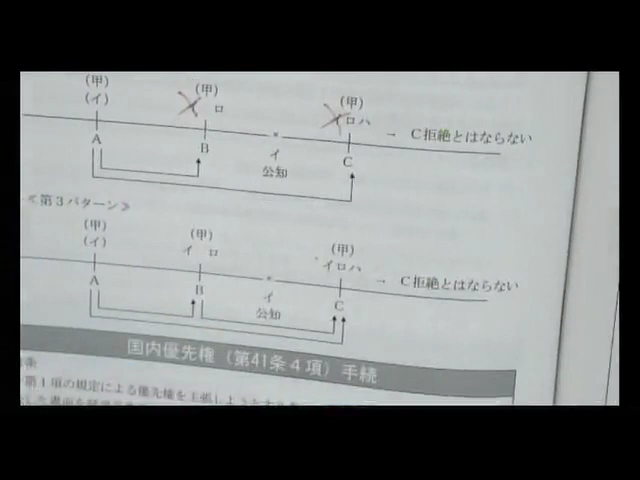 (甲) (甲) (甲)
(イ) イ ロ イロハ → C拒絶とはならない
A B イ C
公知
≪第3パターン≫
(甲) (甲) (甲)
(イ) イ ロ イロハ → C拒絶とはならない
A B イ C
公知
国内優先権(第41条4項)手続
条
第1項の規定による優先権を主張しようとする